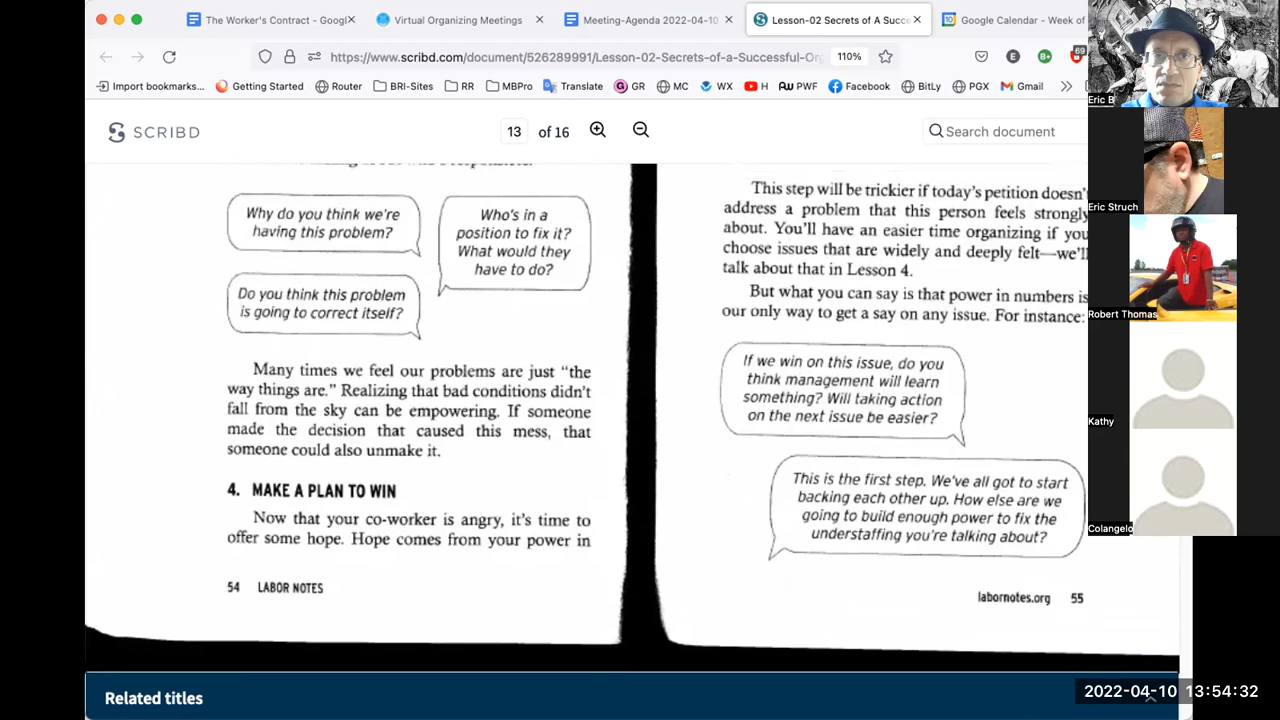 The Worker's Contract - Googl
Virtual Organizing Meetings
Meeting-Agenda 2022-04-10
Lesson-02 Secrets of A Succe
Google Calendar - Week of
https://www.scribd.com/document/526289991/Lesson-02-Secrets-of-a-Successful-Or
110%
E
B+
69
Import bookmarks...
Getting Started
Router
BRI-Sites
RR
MBPro
Translate
GR
MC
WX
H
PWF
Facebook
BitLy
PGX
Gmail
SCRIBD
13 of 16
Search document
Why do you think we're
having this problem?
Who's in a
position to fix it?
What would they
have to do?
Do you think this problem
is going to correct itself?
Many times we feel our problems are just "the
way things are." Realizing that bad conditions didn't
fall from the sky can be empowering. If someone
made the decision that caused this mess, that
someone could also unmake it.
4. MAKE A PLAN TO WIN
Now that your co-worker is angry, it's time to
offer some hope. Hope comes from your power in
54 LABOR NOTES
This step will be trickier if today's petition doesn'
address a problem that this person feels strongly
about. You'll have an easier time organizing if you
choose issues that are widely and deeply felt—we'll
talk about that in Lesson 4.
But what you can say is that power in numbers is
our only way to get a say on any issue. For instance:
If we win on this issue, do you
think management will learn
something? Will taking action
on the next issue be easier?
This is the first step. We've all got to start
backing each other up. How else are we
going to build enough power to fix the
understaffing you're talking about?
labornotes.org 55
Related titles
Eric B
Eric Struch
Robert Thomas
Kathy
Colangelo
2022-04-10 13:54:32